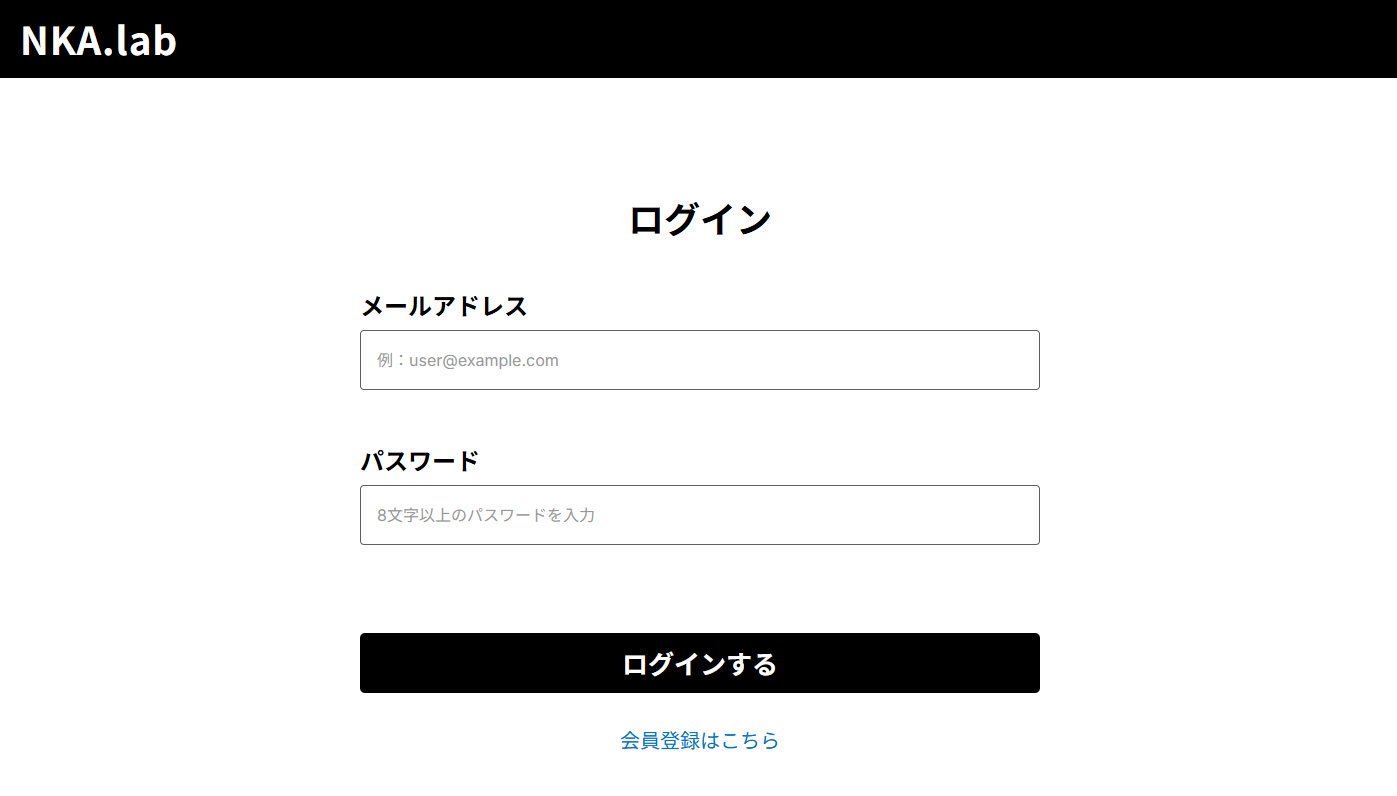 NKA.lab
ログイン
メールアドレス
例：user@example.com
パスワード
8文字以上のパスワードを入力
ログインする
会員登録はこちら